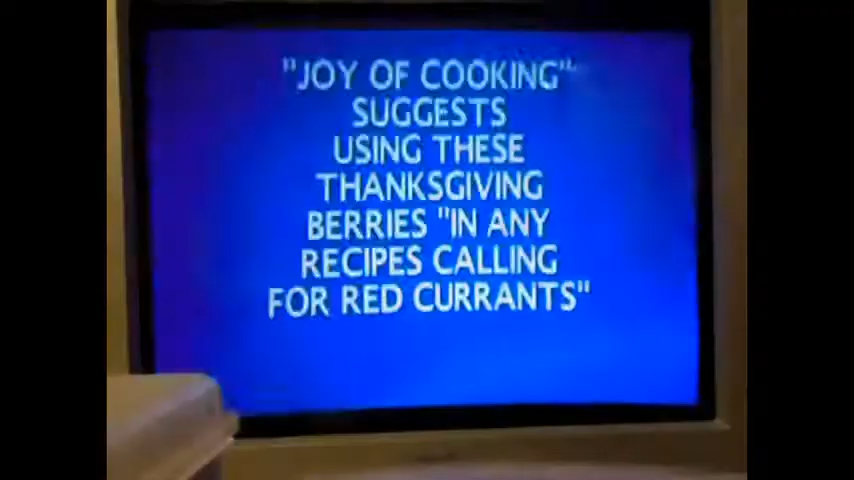 "JOY OF COOKING"
SUGGESTS
USING THESE
THANKSGIVING
BERRIES "IN ANY
RECIPES CALLING
FOR RED CURRANTS"